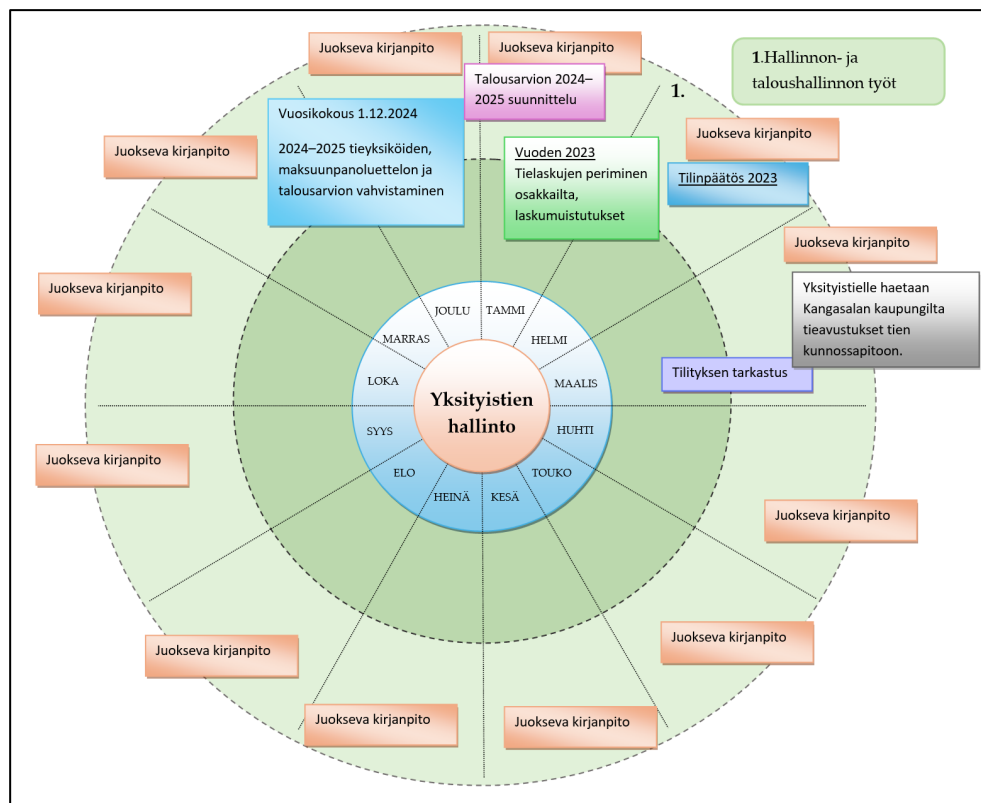 Juokseva kirjanpito
Juokseva kirjanpito
1.Hallinnon- ja
taloushallinnon työt
Talousarvion 2024–
2025 suunnittelu
1.
Vuosikokous 1.12.2024
2024–2025 tieyksiköiden,
maksuunpanoluettelon ja
talousarvion vahvistaminen
Juokseva kirjanpito
Juokseva kirjanpito
Vuoden 2023
Tielaskujen periminen
osakkailta,
laskumuistutukset
Tilinpäätös 2023
Juokseva kirjanpito
Juokseva kirjanpito
Yksityistielle haetaan
Kangasalan kaupungilta
tieavustukset tien
kunnossapitoon.
Tilityksen tarkastus
JOULU
TAMMI
MARRAS
HELMI
LOKA
MAALIS
Yksityistien
hallinto
SYYS
HUHTI
ELO
TOUKO
HEINÄ
KESÄ
Juokseva kirjanpito
Juokseva kirjanpito
Juokseva kirjanpito
Juokseva kirjanpito
Juokseva kirjanpito
Juokseva kirjanpito